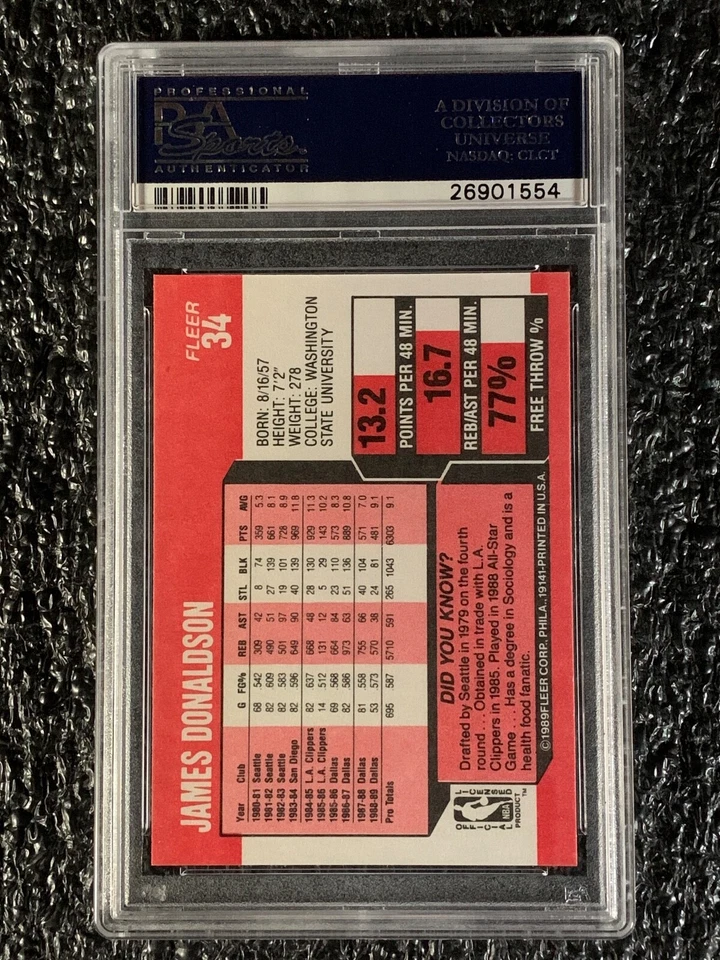 PROFESSIONAL
PSA
Sports
AUTHENTICATOR
A DIVISION OF
COLLECTORS
UNIVERSE
NASDAQ: CLCT
26901554
JAMES DONALDSON
FLEER
34
BORN: 8/16/57
HEIGHT: 7'2"
WEIGHT: 278
COLLEGE: WASHINGTON
STATE UNIVERSITY
Year Club G FG% REB AST STL BLK PTS AVG
1980-81 Seattle 68 .542 309 42 8 74 359 5.3
1981-82 Seattle 82 .609 490 51 27 139 661 8.1
1982-83 Seattle 82 .583 501 97 19 101 728 8.9
1983-84 San Diego 82 .596 649 90 40 139 969 11.8
1984-85 L.A. Clippers 82 .637 668 48 28 130 929 11.3
1985-86 L.A. Clippers 14 .512 131 12 5 29 143 10.2
1985-86 Dallas 69 .568 664 84 23 110 573 8.3
1986-87 Dallas 82 .586 973 63 51 136 889 10.8
1987-88 Dallas 81 .558 755 66 40 104 571 7.0
1988-89 Dallas 53 .573 570 38 24 81 481 9.1
Pro Totals 695 .587 5710 591 265 1043 6303 9.1
13.2
POINTS PER 48 MIN.
16.7
REB/AST PER 48 MIN.
77%
FREE THROW %
DID YOU KNOW?
Drafted by Seattle in 1979 on the fourth
round . . . Obtained in trade with L.A.
Clippers in 1985. Played in 1988 All-Star
Game . . . Has a degree in Sociology and is a
health food fanatic.
OFFICIAL
NBA
LICENSED
PRODUCT™
©1989FLEER CORP., PHILA. 19141-PRINTED IN U.S.A.